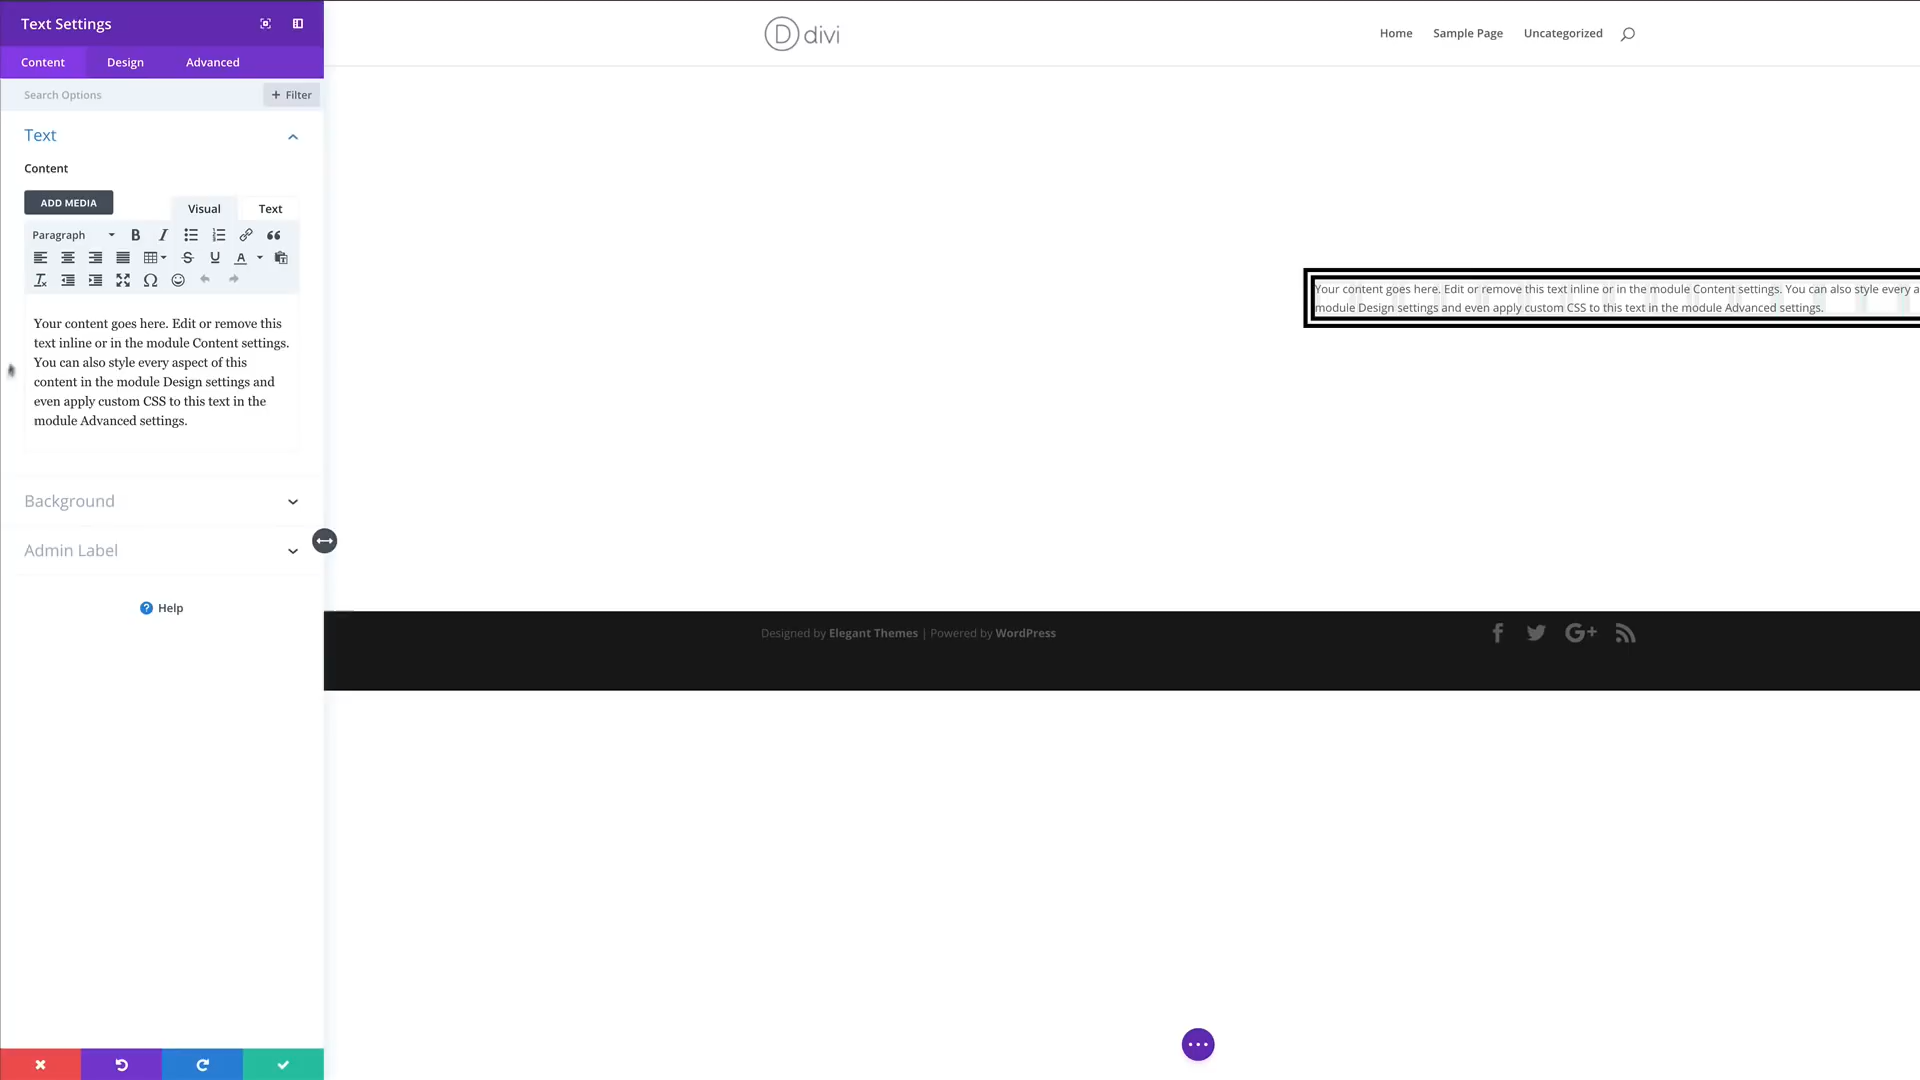 Text Settings
Content
Design
Advanced
Search Options
+ Filter
Text
Content
ADD MEDIA
Visual
Text
Paragraph
Your content goes here. Edit or remove this
text inline or in the module Content settings.
You can also style every aspect of this
content in the module Design settings and
even apply custom CSS to this text in the
module Advanced settings.
Background
Admin Label
Help
D divi
Home
Sample Page
Uncategorized
Your content goes here. Edit or remove this text inline or in the module Content settings. You can also style every a
module Design settings and even apply custom CSS to this text in the module Advanced settings.
Designed by Elegant Themes | Powered by WordPress